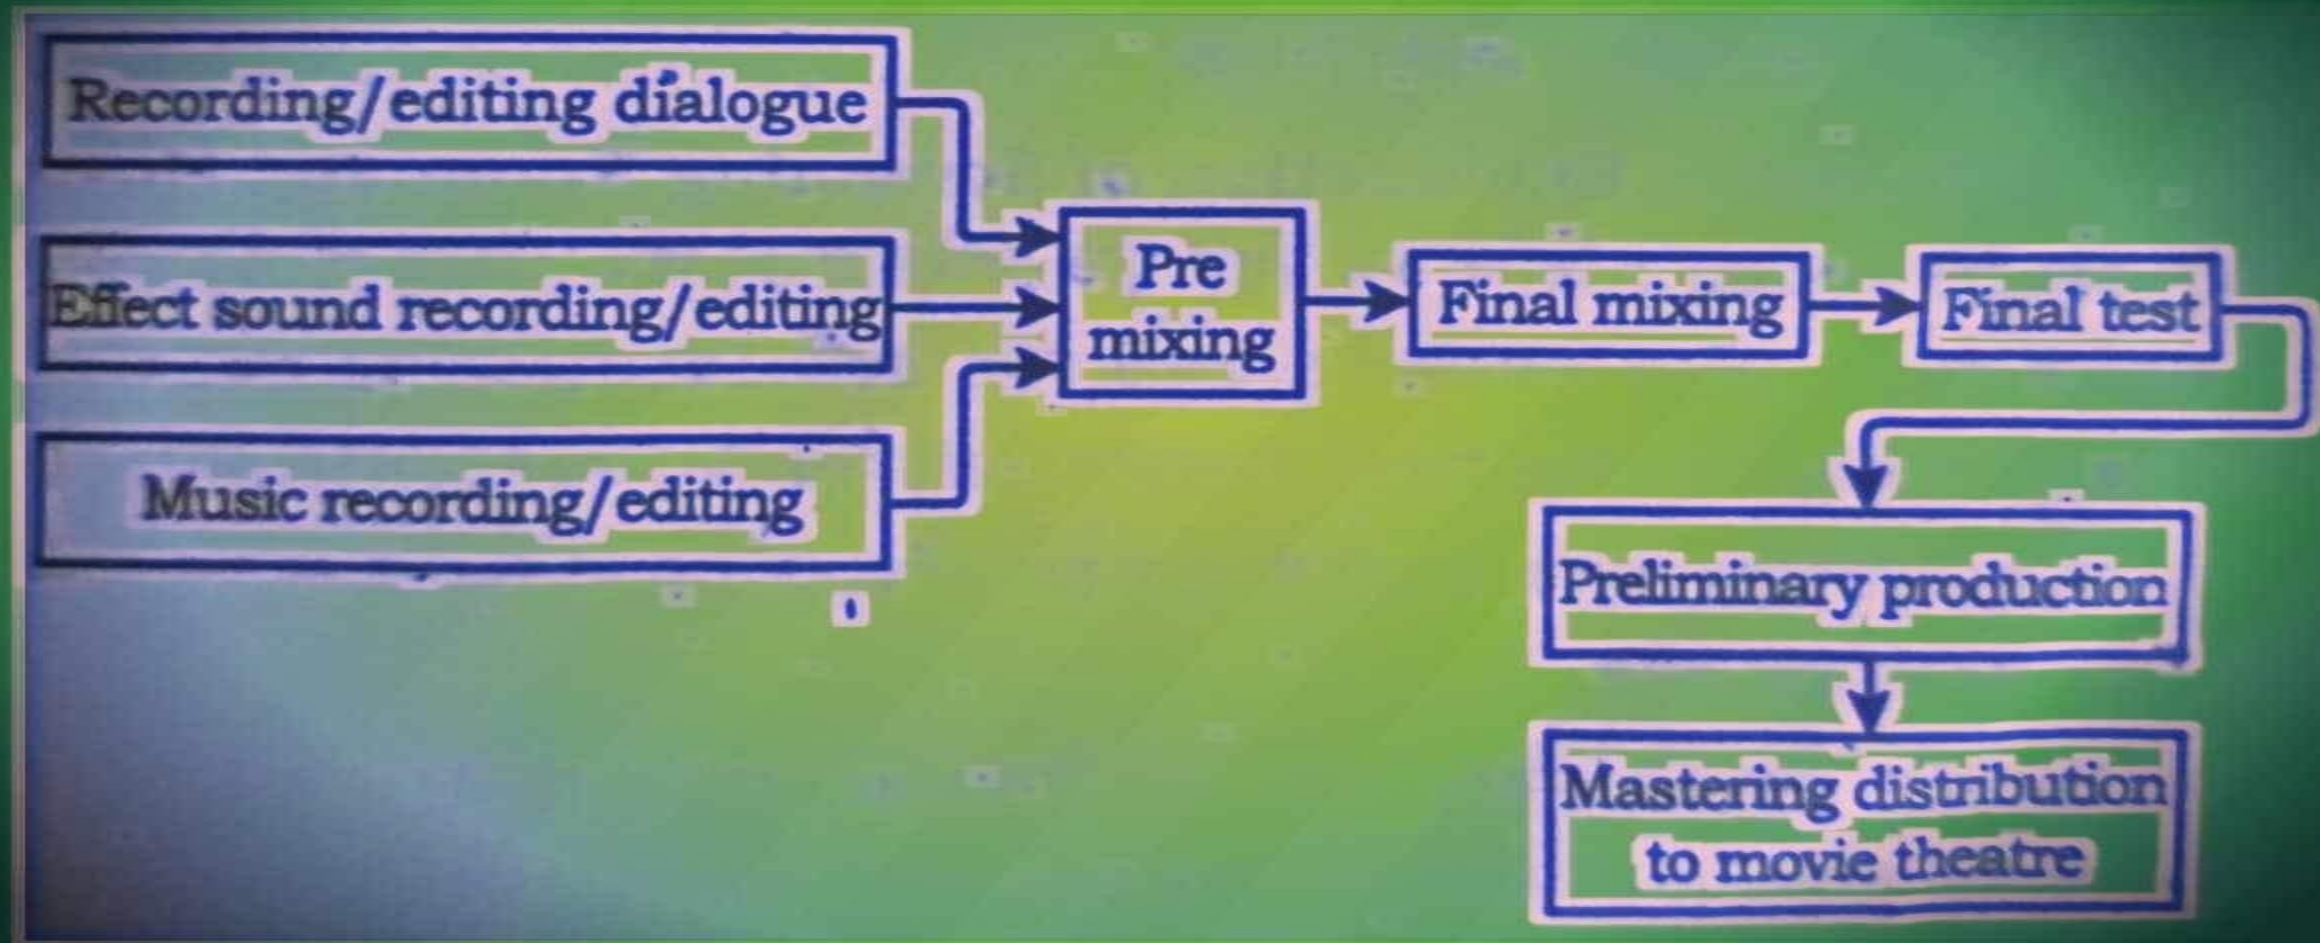 Recording/editing dialogue
Effect sound recording/editing
Music recording/editing
Pre
mixing
Final mixing
Final test
Preliminary production
Mastering distribution
to movie theatre